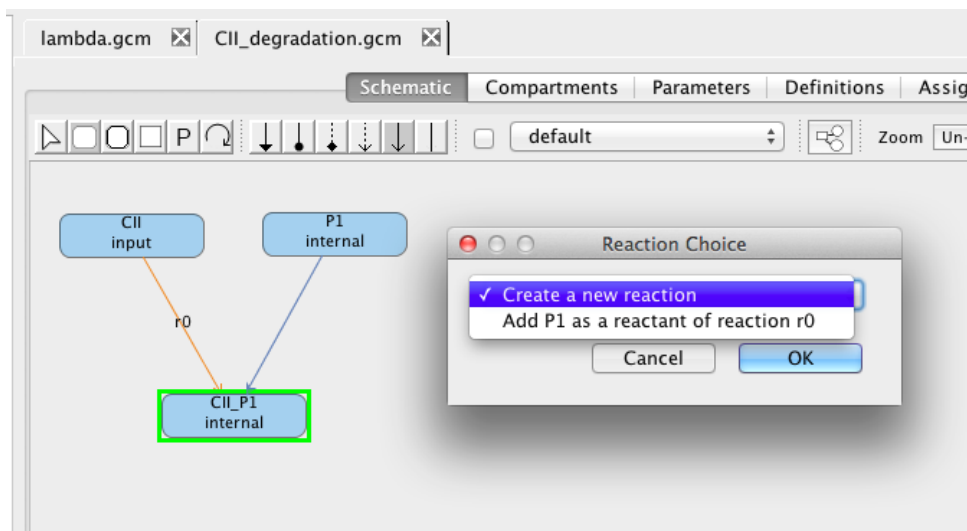 lambda.gcm CII_degradation.gcm
Schematic Compartments Parameters Definitions Assig
P default Zoom Un-
CII
input
P1
internal
r0
CII_P1
internal
Reaction Choice
✓ Create a new reaction
Add P1 as a reactant of reaction r0
Cancel OK